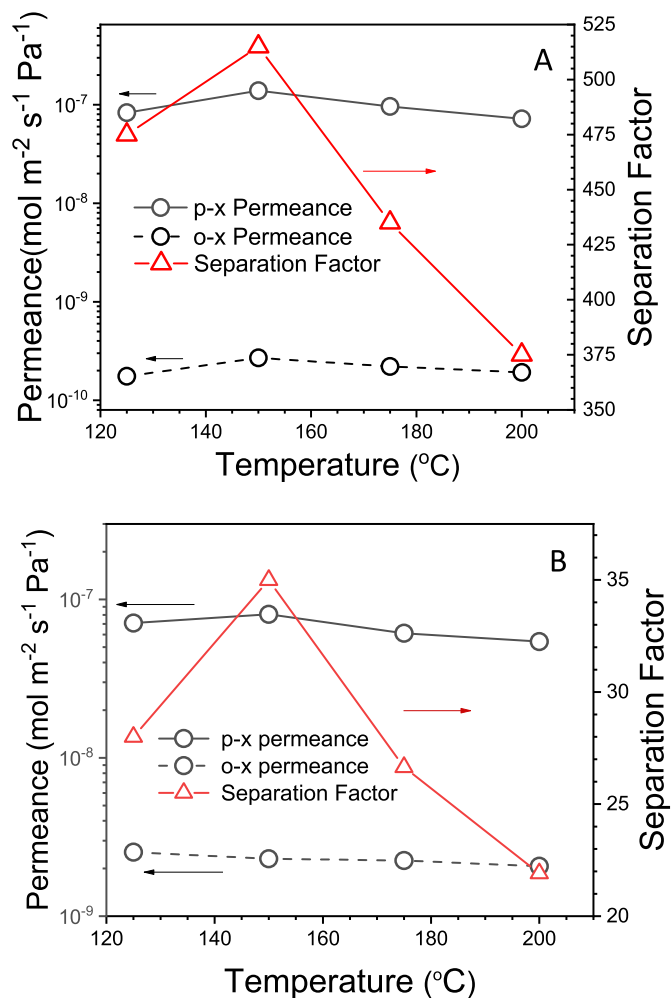 A
Permeance(mol m⁻² s⁻¹ Pa⁻¹)
10⁻⁷
10⁻⁸
10⁻⁹
10⁻¹⁰
p-x Permeance
o-x Permeance
Separation Factor
525
500
475
450
425
400
375
350
Separation Factor
120 140 160 180 200
Temperature (°C)
B
Permeance (mol m⁻² s⁻¹ Pa⁻¹)
10⁻⁷
10⁻⁸
10⁻⁹
p-x permeance
o-x permeance
Separation Factor
35
30
25
20
Separation Factor
120 140 160 180 200
Temperature (°C)